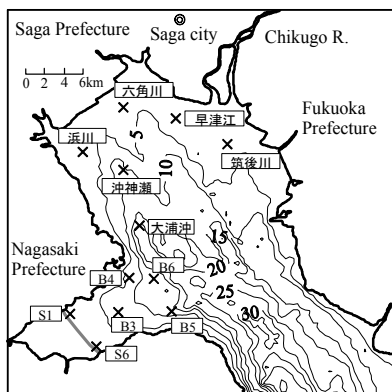 Saga Prefecture
Saga city
Chikugo R.
0 2 4 6km
六角川
早津江
Fukuoka
Prefecture
浜川
5
筑後川
10
沖神瀬
大浦沖
15
Nagasaki
Prefecture
20
B4
B6
25
30
S1
B3
B5
S6